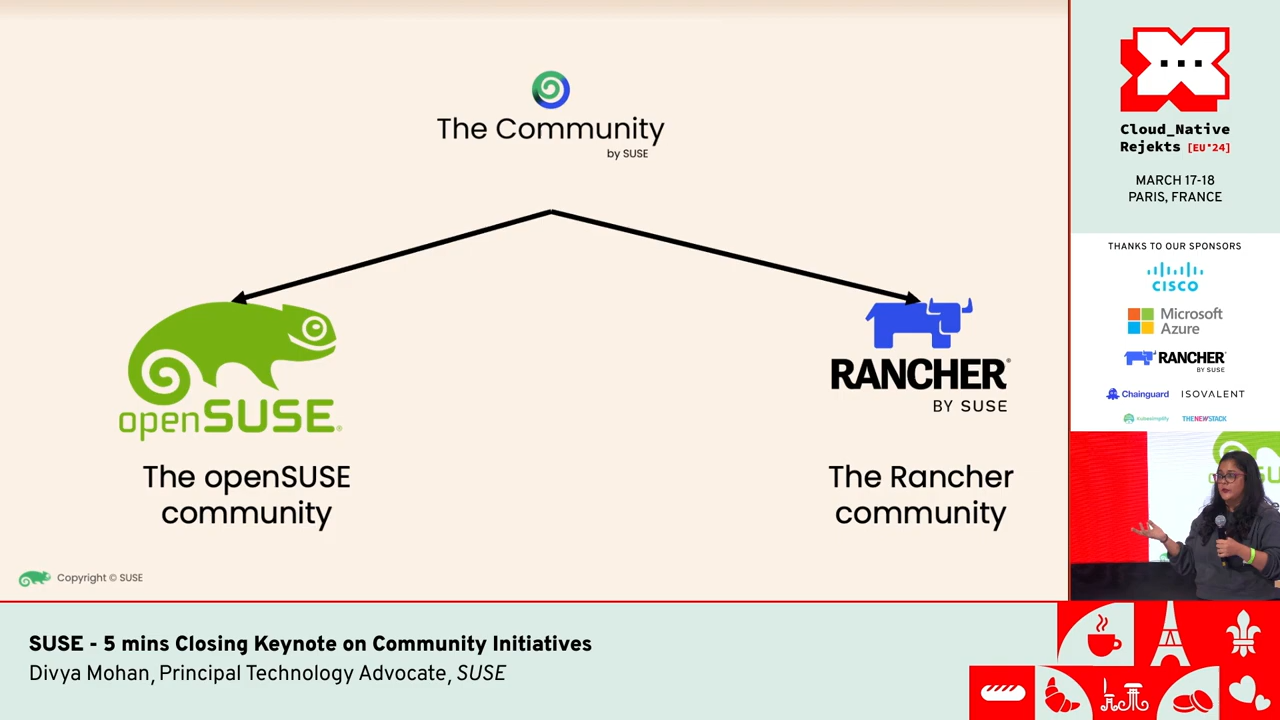 The Community
by SUSE
openSUSE®
The openSUSE
community
RANCHER®
BY SUSE
The Rancher
community
Copyright © SUSE
Cloud_Native
Rejekts [EU'24]
MARCH 17-18
PARIS, FRANCE
THANKS TO OUR SPONSORS
CISCO
Microsoft
Azure
RANCHER
BY SUSE
Chainguard
ISOVALENT
kubesimplify
THENEWSTACK
SU
SUSE - 5 mins Closing Keynote on Community Initiatives
Divya Mohan, Principal Technology Advocate, SUSE